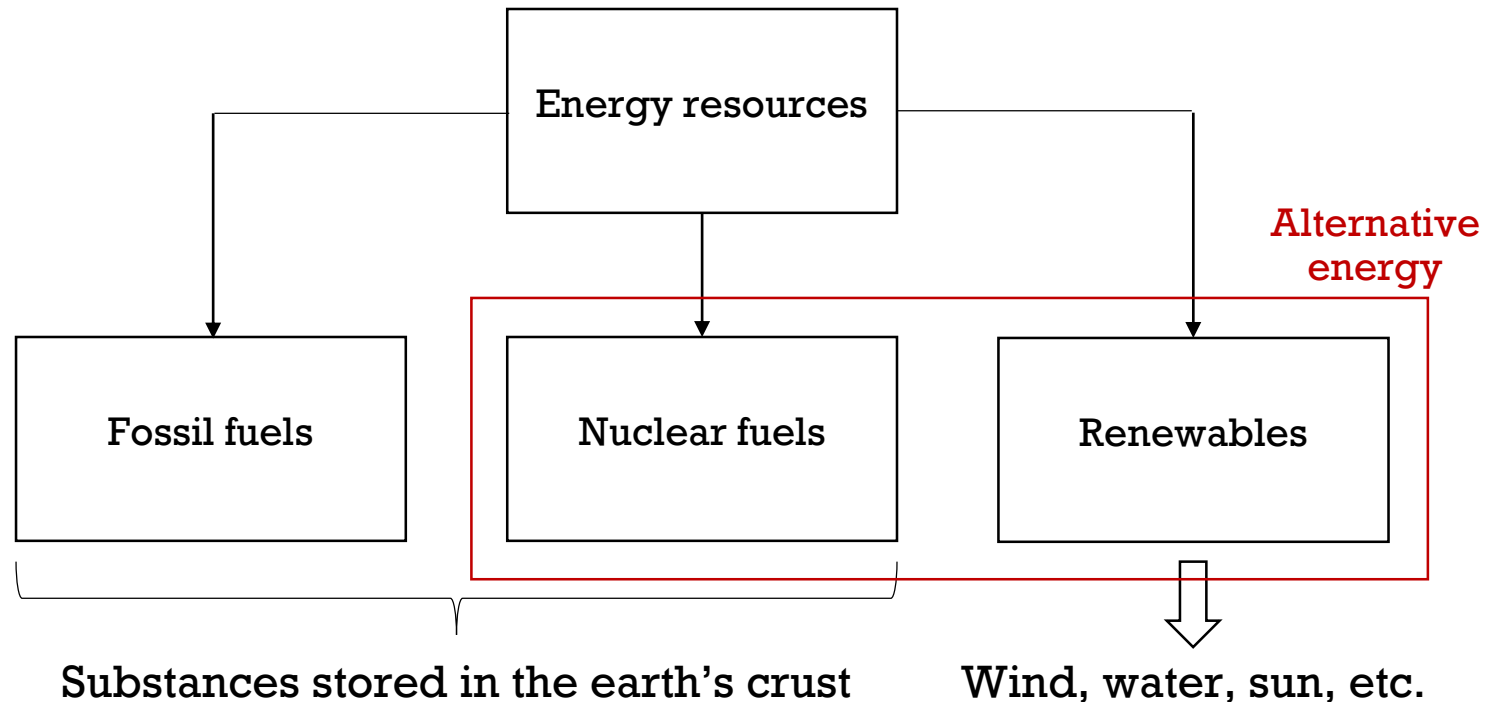 Energy resources
Alternative
energy
Fossil fuels
Nuclear fuels
Renewables
Substances stored in the earth’s crust
Wind, water, sun, etc.